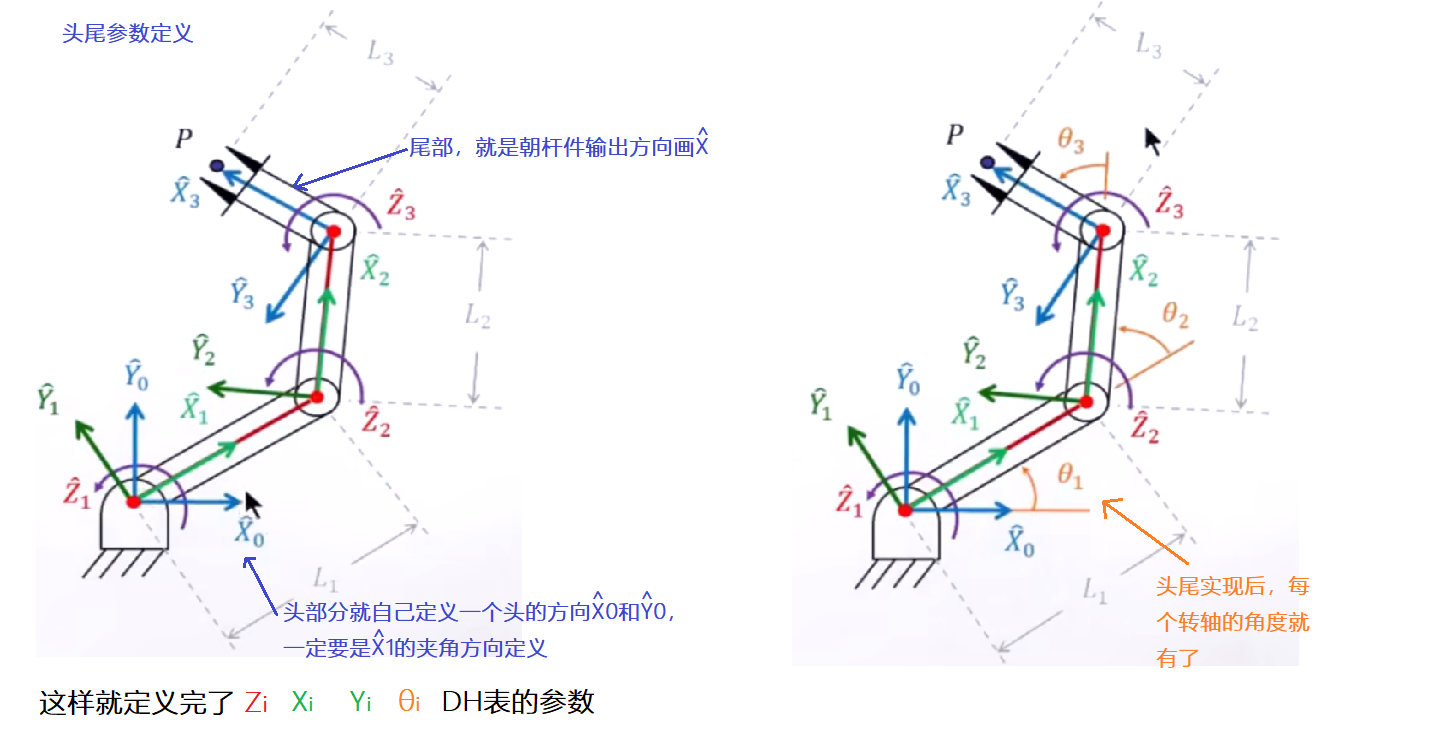 头尾参数定义
L₃
P
尾部，就是朝杆件输出方向画X̂
X̂₃
Ẑ₃
Ŷ₃
X̂₂
L₂
Ŷ₂
Ŷ₀
Ŷ₁
X̂₁
Ẑ₂
Ẑ₁
X̂₀
L₁
头部分就自己定义一个头的方向X̂0和Ŷ0，
一定要是X̂1的夹角方向定义
L₃
P
θ₃
X̂₃
Ẑ₃
Ŷ₃
X̂₂
θ₂
L₂
Ŷ₂
Ŷ₀
Ŷ₁
X̂₁
Ẑ₂
θ₁
Ẑ₁
X̂₀
L₁
头尾实现后，每
个转轴的角度就
有了
这样就定义完了 Zi Xi Yi θi DH表的参数